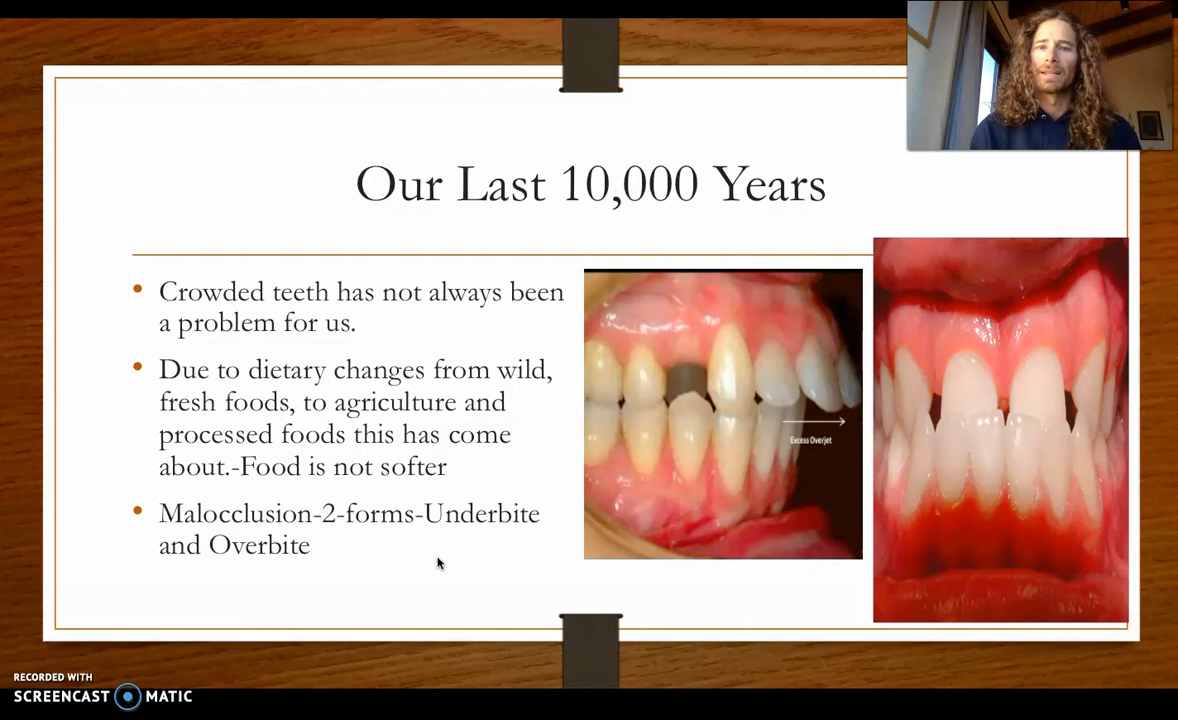 Our Last 10,000 Years
• Crowded teeth has not always been
a problem for us.
• Due to dietary changes from wild,
fresh foods, to agriculture and
processed foods this has come
about.-Food is not softer
• Malocclusion-2-forms-Underbite
and Overbite
Excess Overjet
RECORDED WITH
SCREENCAST MATIC